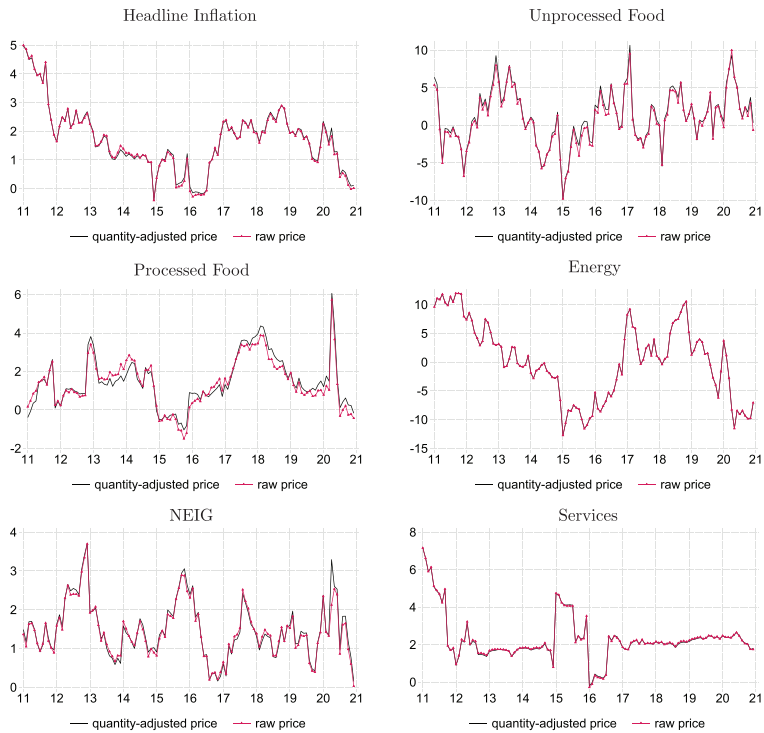 Headline Inflation
5
4
3
2
1
0
11 12 13 14 15 16 17 18 19 20 21
quantity-adjusted price raw price
Unprocessed Food
10
5
0
-5
-10
11 12 13 14 15 16 17 18 19 20 21
quantity-adjusted price raw price
Processed Food
6
4
2
0
-2
11 12 13 14 15 16 17 18 19 20 21
quantity-adjusted price raw price
Energy
10
5
0
-5
-10
-15
11 12 13 14 15 16 17 18 19 20 21
quantity-adjusted price raw price
NEIG
4
3
2
1
0
11 12 13 14 15 16 17 18 19 20 21
quantity-adjusted price raw price
Services
8
6
4
2
0
11 12 13 14 15 16 17 18 19 20 21
quantity-adjusted price raw price